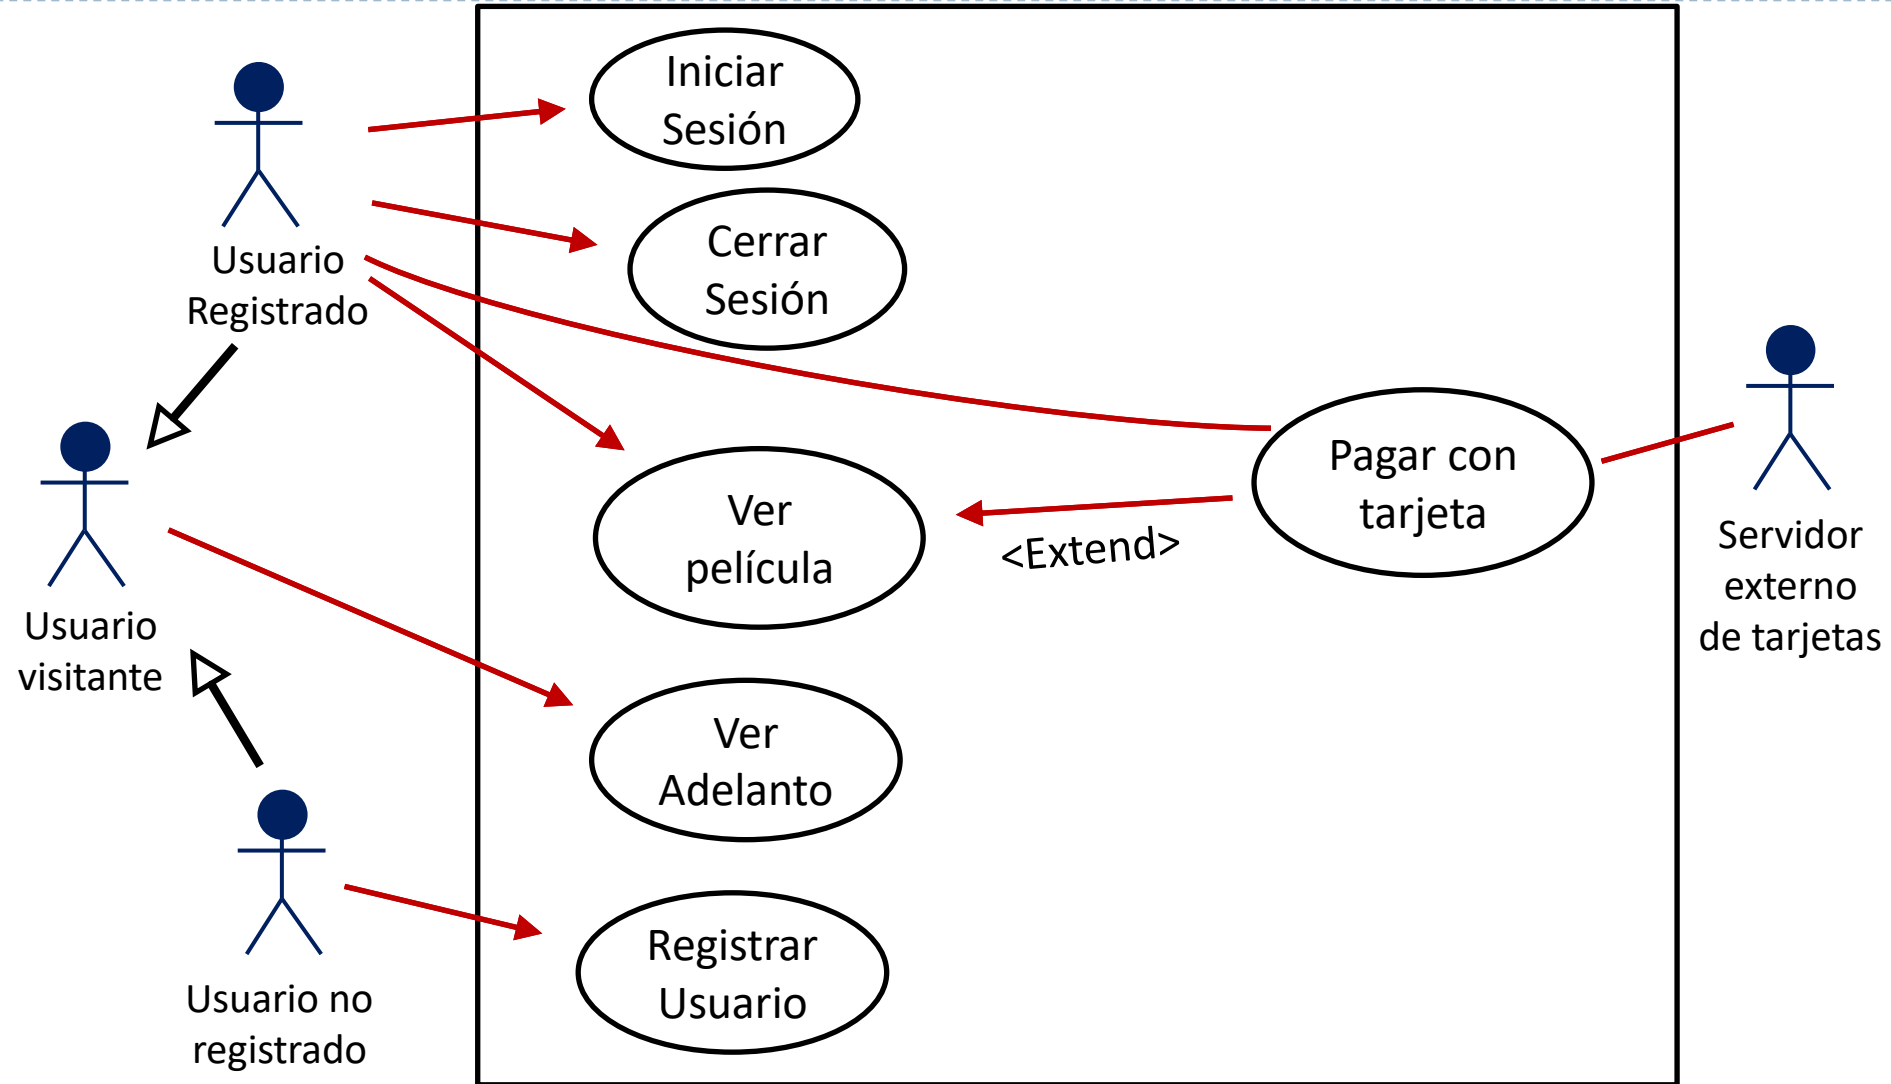 Iniciar
Sesión
Usuario
Registrado
Cerrar
Sesión
Pagar con
tarjeta
Ver
película
<Extend>
Servidor
externo
de tarjetas
Usuario
visitante
Ver
Adelanto
Registrar
Usuario
Usuario no
registrado